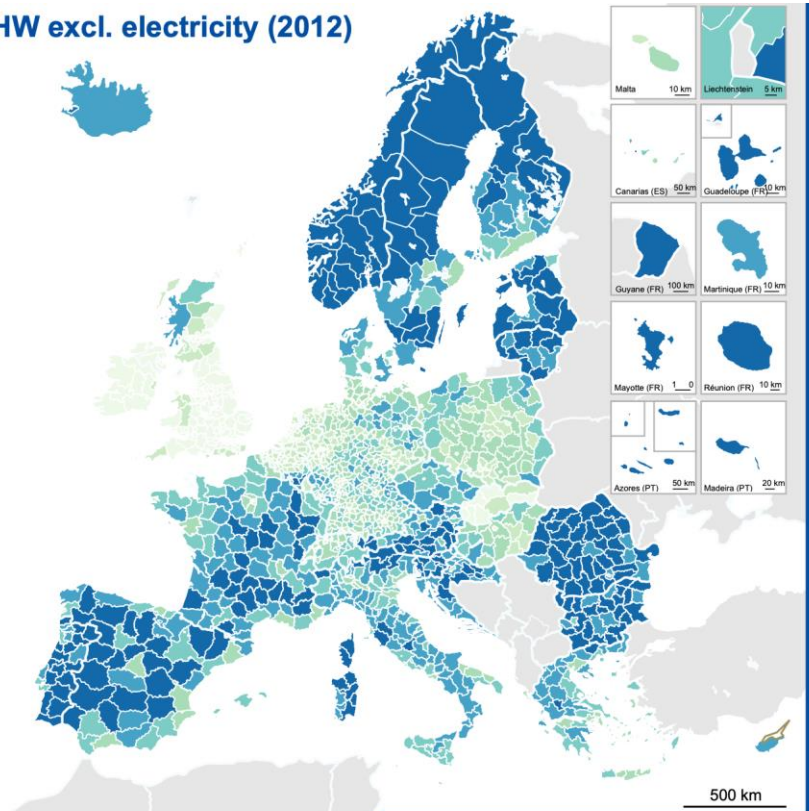 HW excl. electricity (2012)
Malta 10 km
Liechtenstein 5 km
Canarias (ES) 50 km
Guadeloupe (FR) 10 km
Guyane (FR) 100 km
Martinique (FR) 10 km
Mayotte (FR) 1 0
Réunion (FR) 10 km
Azores (PT) 50 km
Madeira (PT) 20 km
500 km